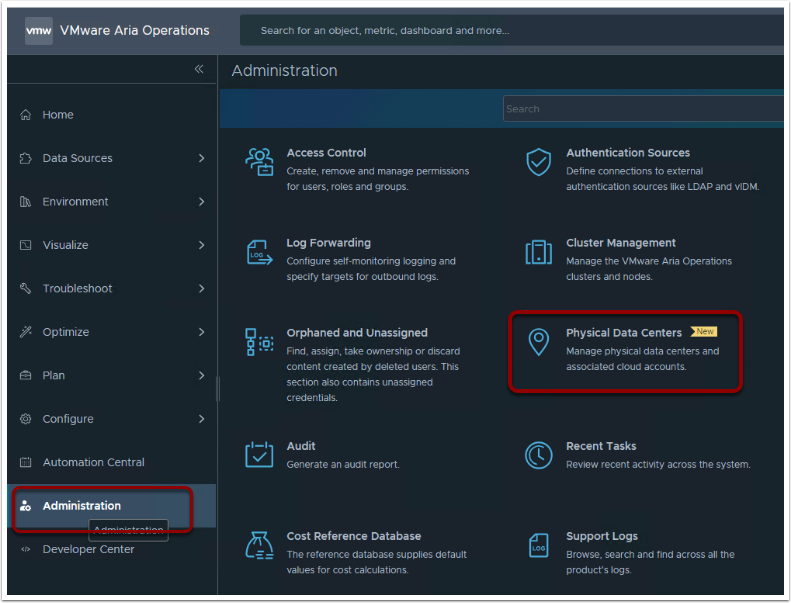 vmw VMware Aria Operations
Search for an object, metric, dashboard and more...
Administration
Search
Home
Data Sources
Environment
Visualize
Troubleshoot
Optimize
Plan
Configure
Automation Central
Administration
Administration
Developer Center
Access Control
Create, remove and manage permissions
for users, roles and groups.
Authentication Sources
Define connections to external
authentication sources like LDAP and vIDM.
LOG
Log Forwarding
Configure self-monitoring logging and
specify targets for outbound logs.
Cluster Management
Manage the VMware Aria Operations
clusters and nodes.
Orphaned and Unassigned
Find, assign, take ownership or discard
content created by deleted users. This
section also contains unassigned
credentials.
Physical Data Centers New
Manage physical data centers and
associated cloud accounts.
Audit
Generate an audit report.
Recent Tasks
Review recent activity across the system.
Cost Reference Database
The reference database supplies default
values for cost calculations.
LOG
Support Logs
Browse, search and find across all the
product's logs.